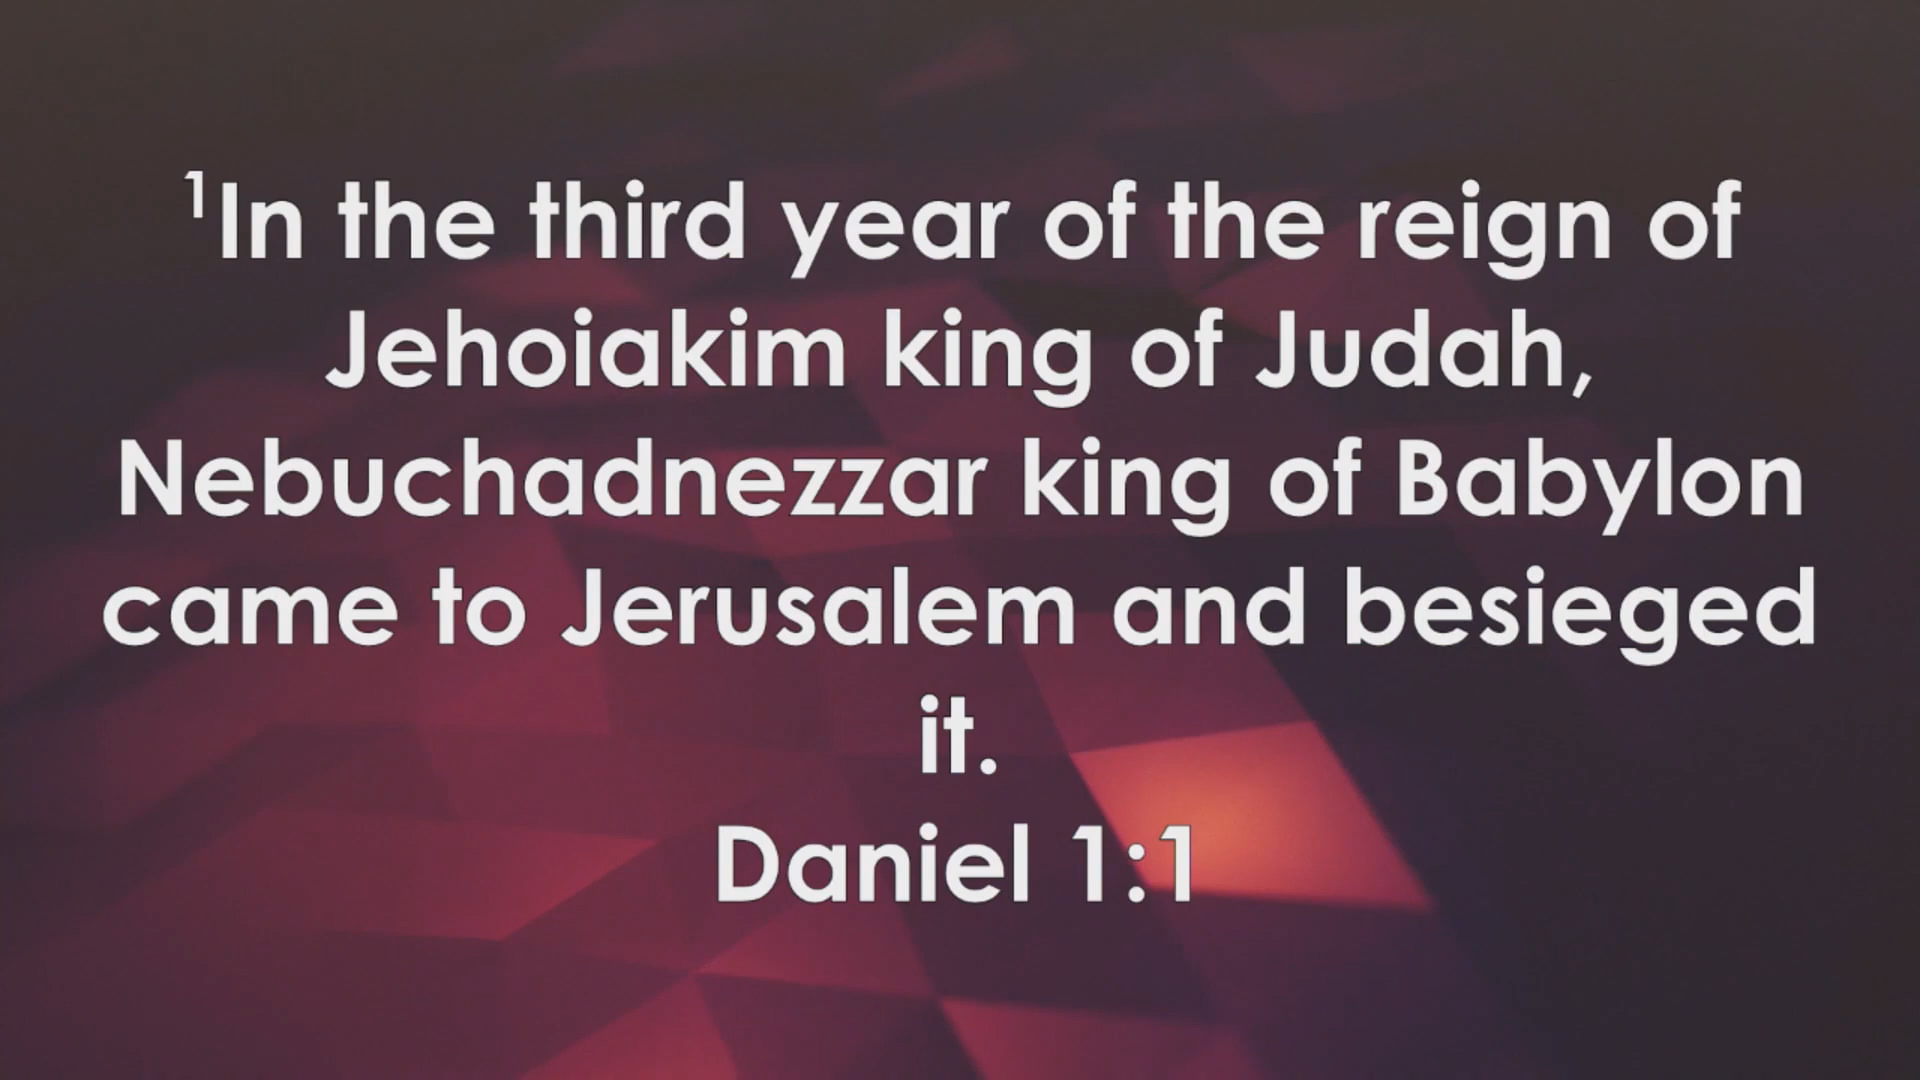 ¹In the third year of the reign of
Jehoiakim king of Judah,
Nebuchadnezzar king of Babylon
came to Jerusalem and besieged
it.
Daniel 1:1